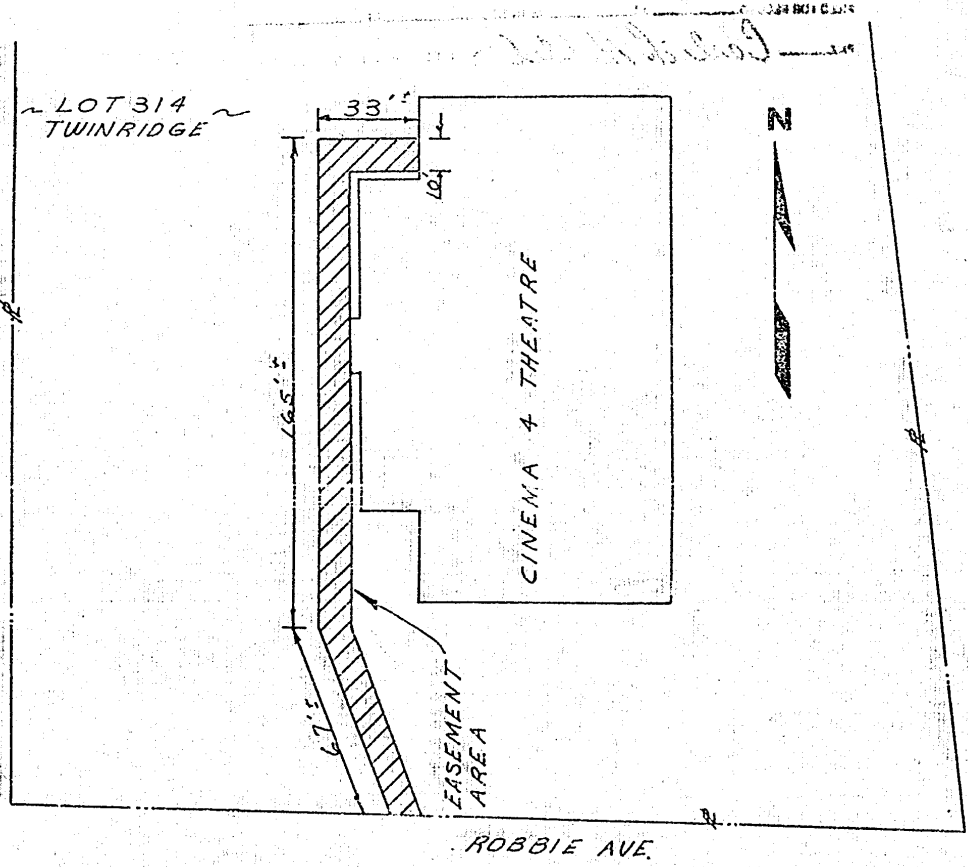 ~ LOT 314 ~
TWINRIDGE
33'±
10'
N
165'±
CINEMA 4 THEATRE
67'±
EASEMENT
AREA
ROBBIE AVE.